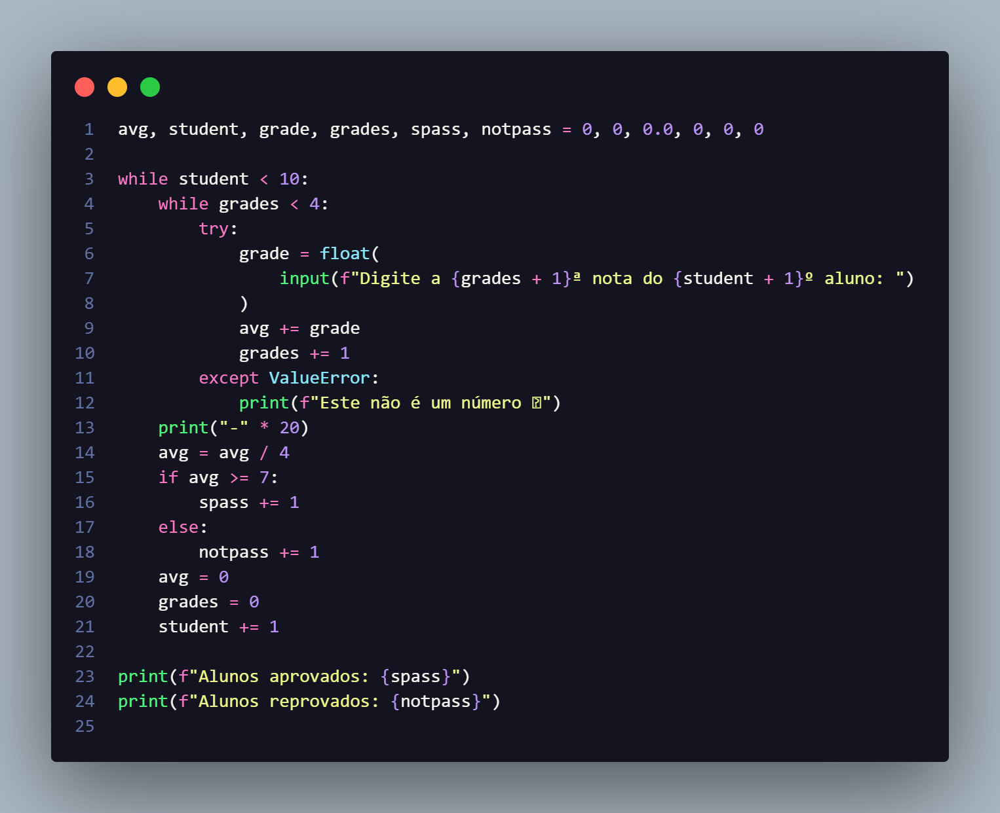 1 avg, student, grade, grades, spass, notpass = 0, 0, 0.0, 0, 0, 0
2
3 while student < 10:
4     while grades < 4:
5         try:
6             grade = float(
7                 input(f"Digite a {grades + 1}ª nota do {student + 1}º aluno: ")
8             )
9             avg += grade
10             grades += 1
11         except ValueError:
12             print(f"Este não é um número �")
13     print("-" * 20)
14     avg = avg / 4
15     if avg >= 7:
16         spass += 1
17     else:
18         notpass += 1
19     avg = 0
20     grades = 0
21     student += 1
22
23 print(f"Alunos aprovados: {spass}")
24 print(f"Alunos reprovados: {notpass}")
25